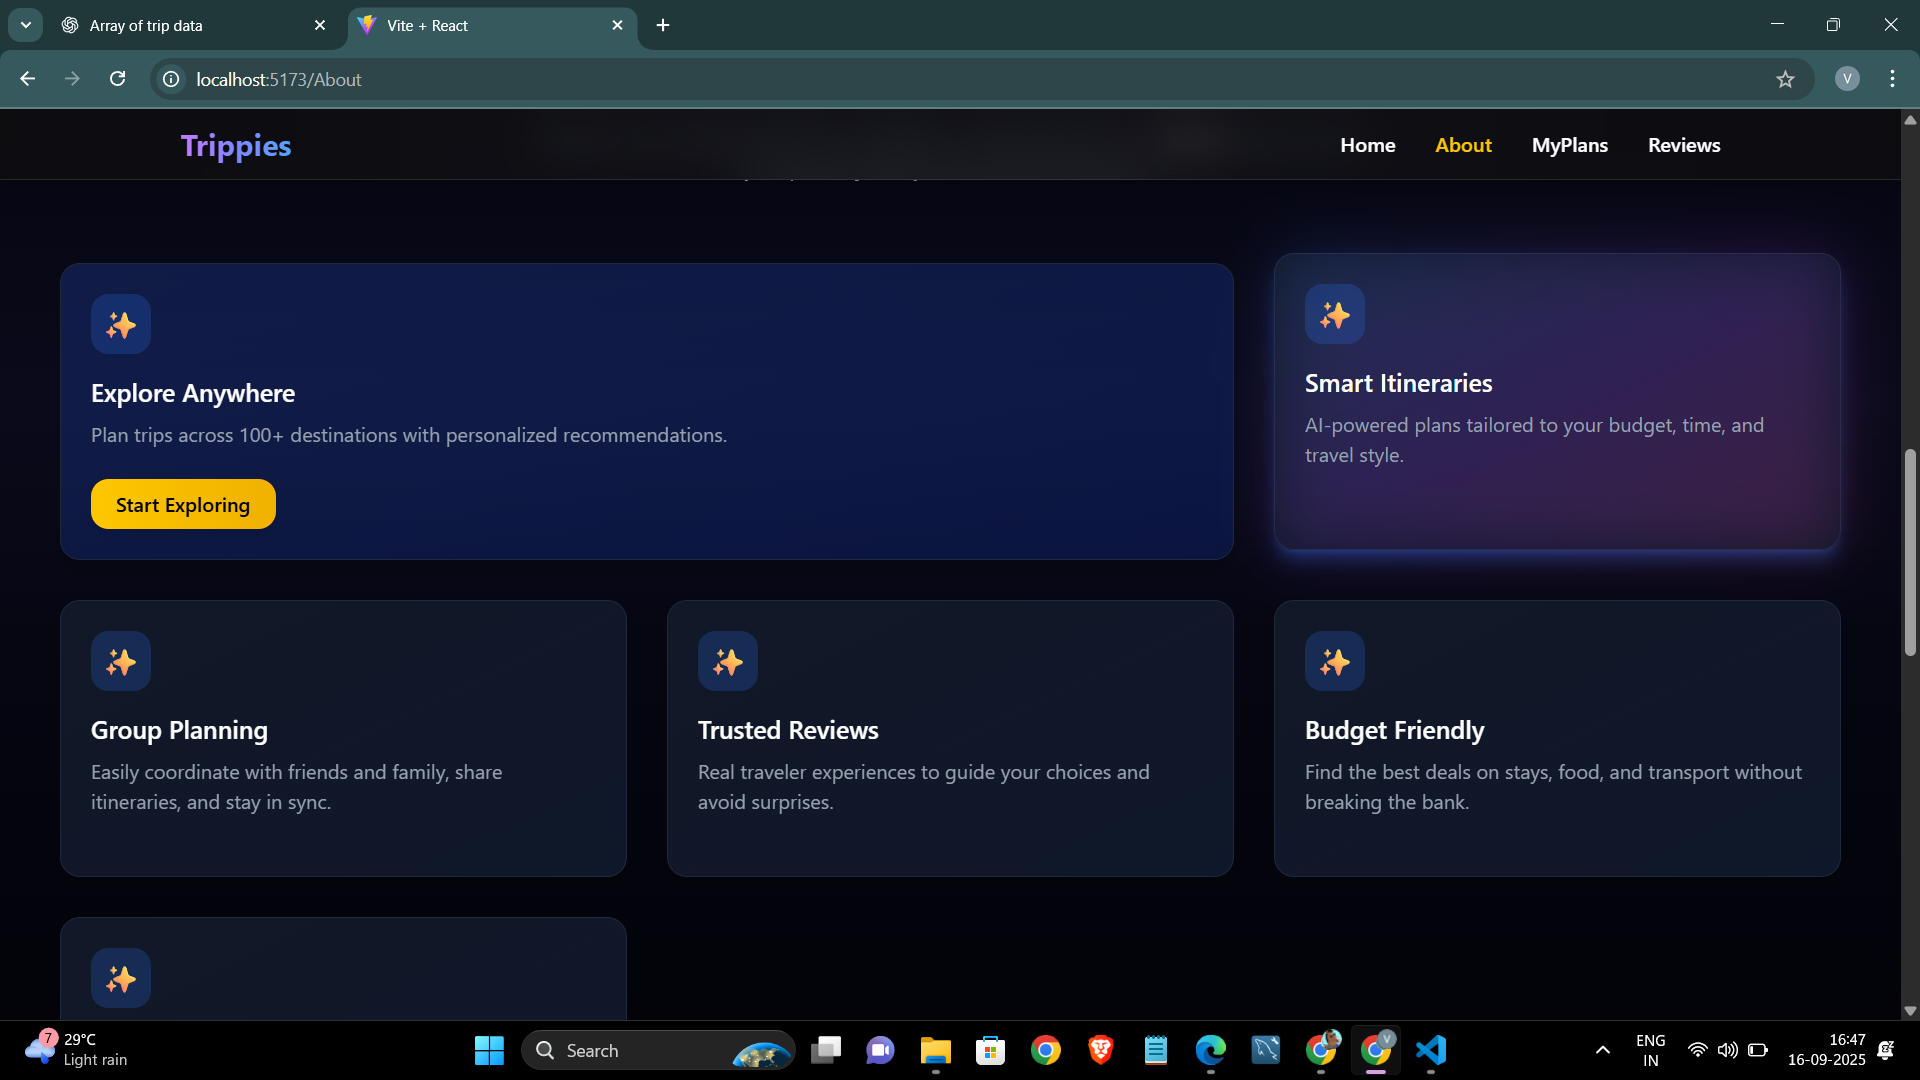 Array of trip data
Vite + React
localhost:5173/About
V
Trippies
Home
About
MyPlans
Reviews
Explore Anywhere
Plan trips across 100+ destinations with personalized recommendations.
Start Exploring
Smart Itineraries
AI-powered plans tailored to your budget, time, and
travel style.
Group Planning
Easily coordinate with friends and family, share
itineraries, and stay in sync.
Trusted Reviews
Real traveler experiences to guide your choices and
avoid surprises.
Budget Friendly
Find the best deals on stays, food, and transport without
breaking the bank.
7
29°C
Light rain
Search
V
ENG
IN
16:47
16-09-2025